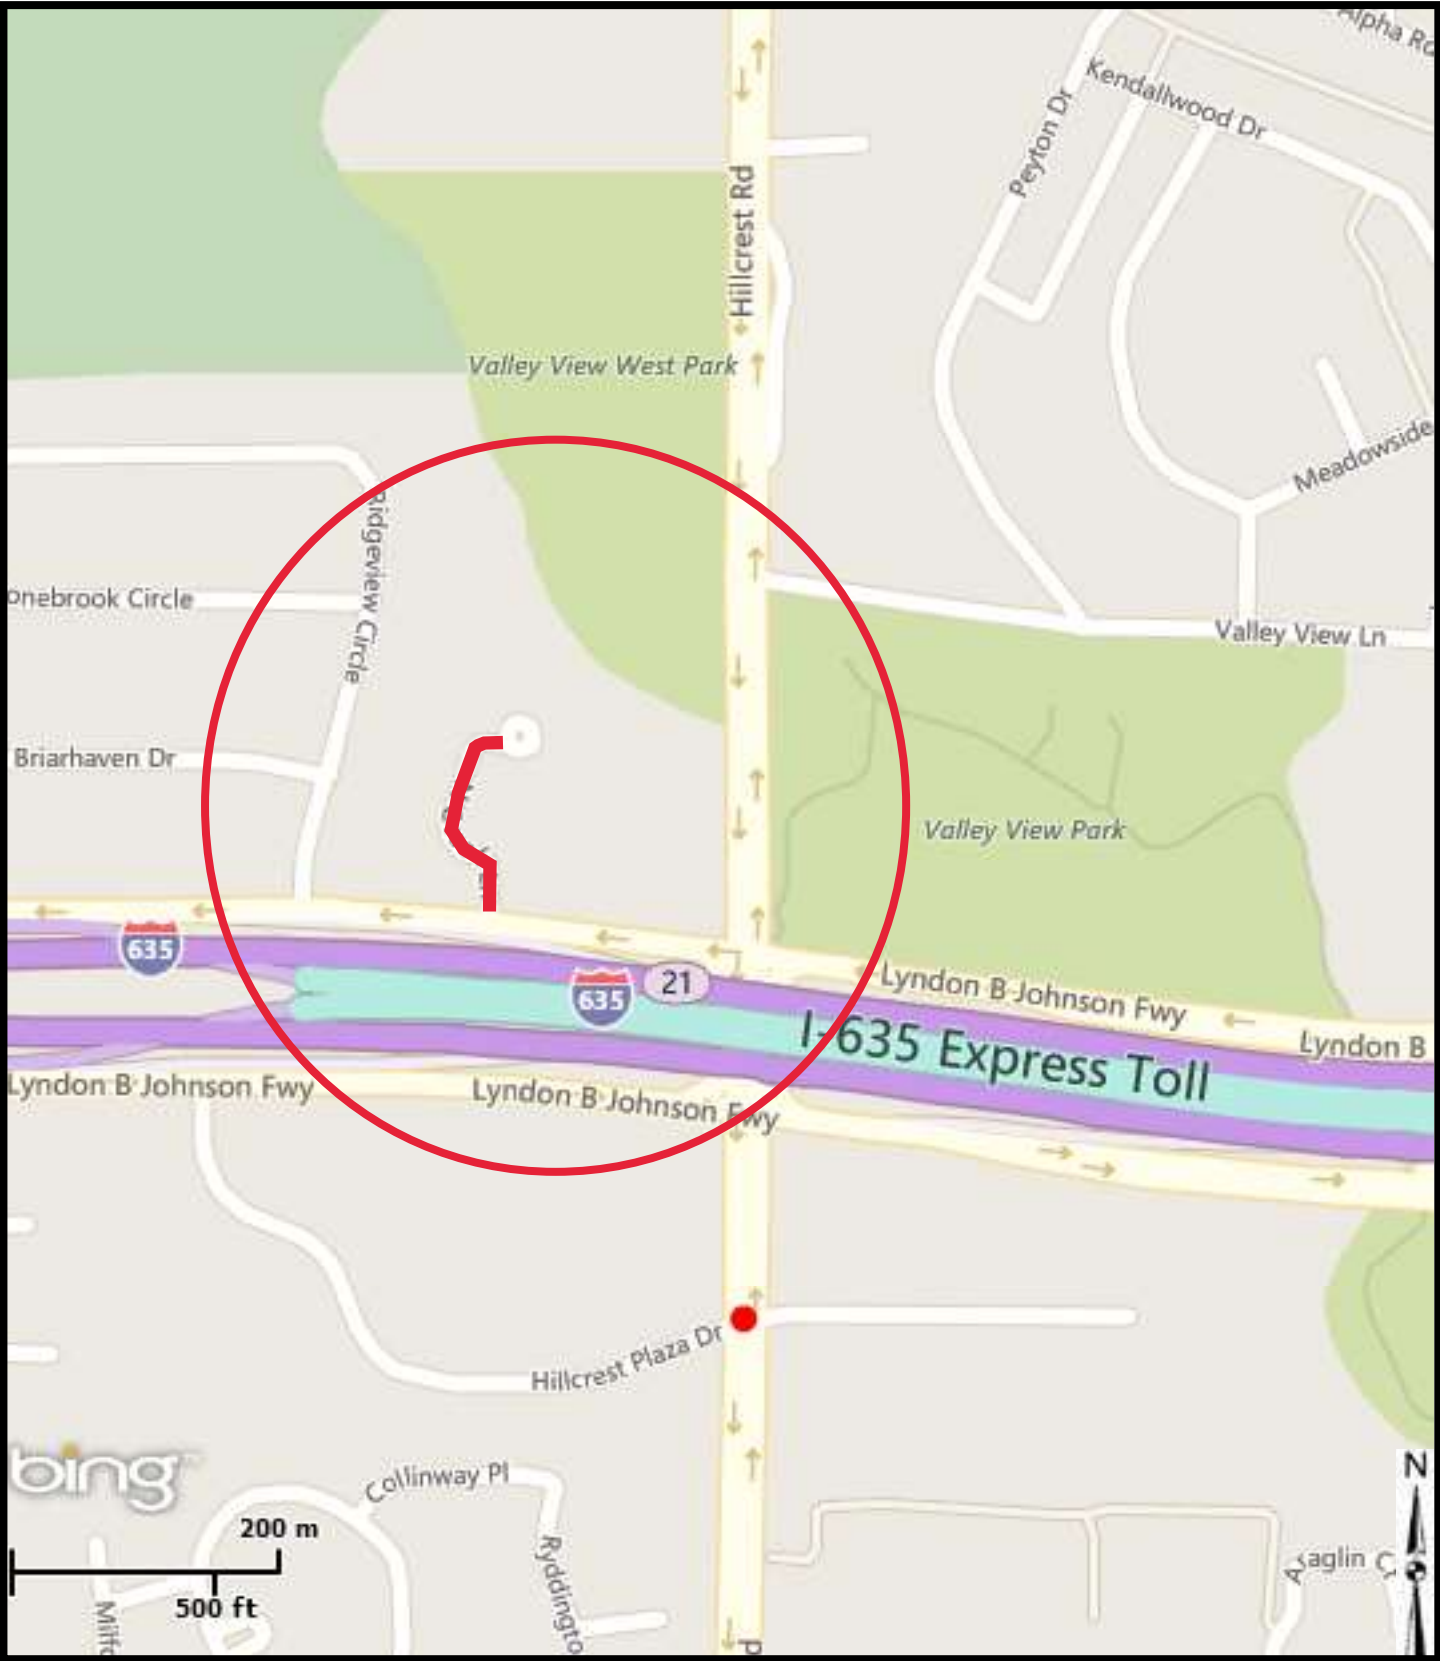 Alpha Rd
Kendallwood Dr
Peyton Dr
Hillcrest Rd
Valley View West Park
Meadowside
Ridgeview Circle
onebrook Circle
Valley View Ln
Briarhaven Dr
Valley View Park
635
21
635
Lyndon B Johnson Fwy
Lyndon B
I-635 Express Toll
Lyndon B Johnson Fwy
Lyndon B Johnson Fwy
Hillcrest Plaza Dr
bing
Collinway Pl
N
200 m
500 ft
Ryddingto